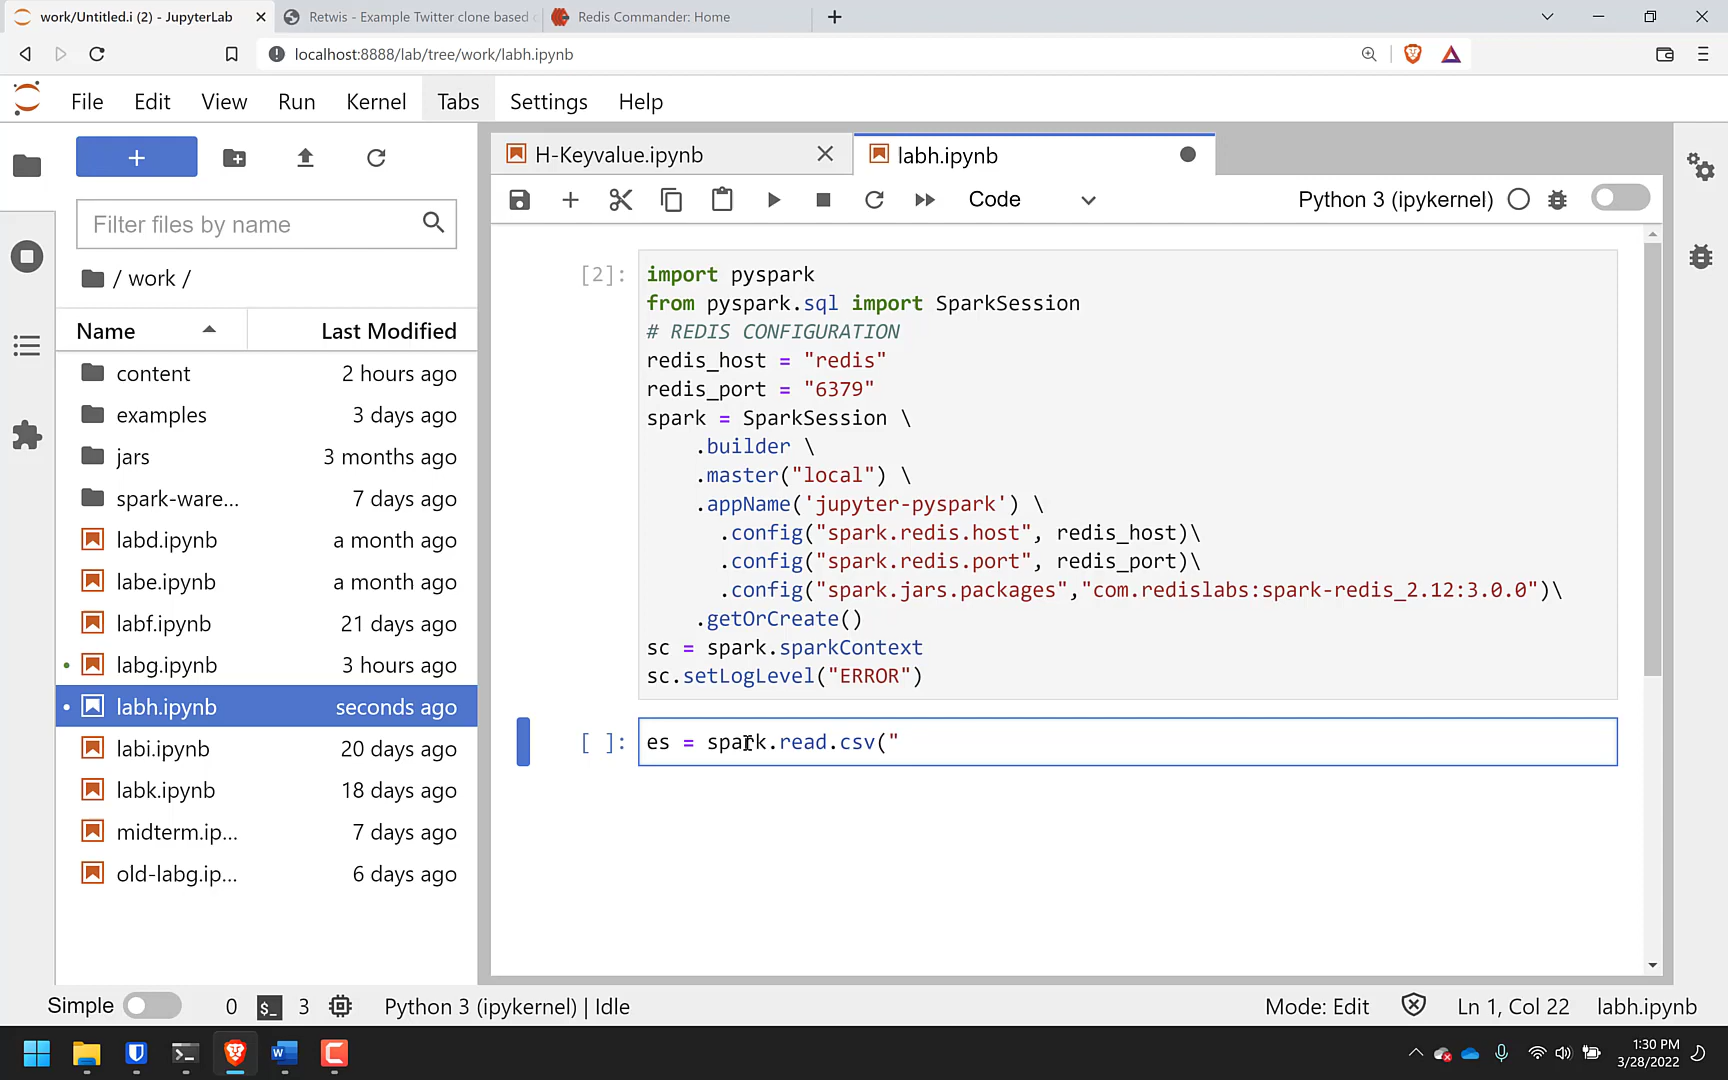 work/Untitled.i (2) - JupyterLab
Retwis - Example Twitter clone based
Redis Commander: Home
localhost:8888/lab/tree/work/labh.ipynb
File Edit View Run Kernel Tabs Settings Help
H-Keyvalue.ipynb
labh.ipynb
Code
Python 3 (ipykernel)
Filter files by name
/ work /
Name Last Modified
content 2 hours ago
examples 3 days ago
jars 3 months ago
spark-ware... 7 days ago
labd.ipynb a month ago
labe.ipynb a month ago
labf.ipynb 21 days ago
labg.ipynb 3 hours ago
labh.ipynb seconds ago
labi.ipynb 20 days ago
labk.ipynb 18 days ago
midterm.ip... 7 days ago
old-labg.ip... 6 days ago
[2]: import pyspark
from pyspark.sql import SparkSession
# REDIS CONFIGURATION
redis_host = "redis"
redis_port = "6379"
spark = SparkSession \
.builder \
.master("local") \
.appName('jupyter-pyspark') \
.config("spark.redis.host", redis_host)\
.config("spark.redis.port", redis_port)\
.config("spark.jars.packages","com.redislabs:spark-redis_2.12:3.0.0")\
.getOrCreate()
sc = spark.sparkContext
sc.setLogLevel("ERROR")
[ ]: es = spark.read.csv("
Simple 0 $_ 3 Python 3 (ipykernel) | Idle Mode: Edit Ln 1, Col 22 labh.ipynb
1:30 PM
3/28/2022